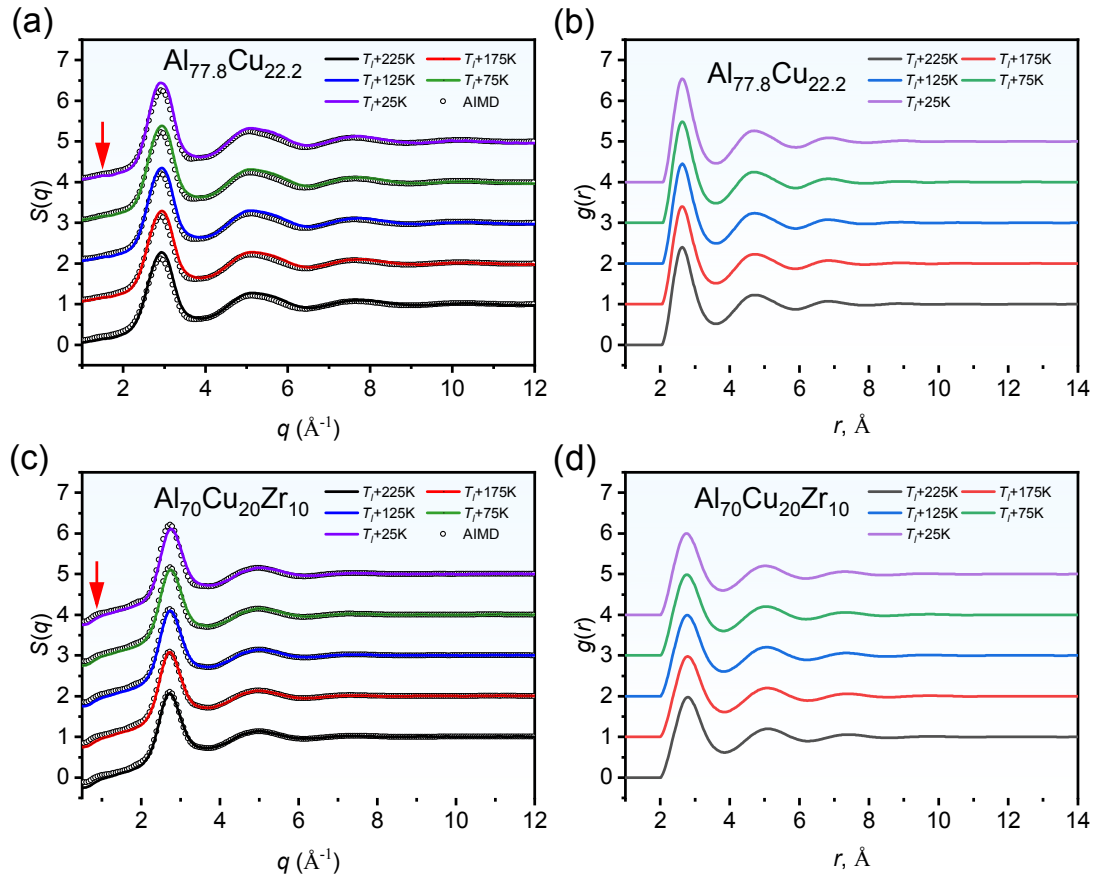 (a)
Al77.8Cu22.2
Tl+225K Tl+175K
Tl+125K Tl+75K
Tl+25K AIMD
7
6
5
4
3
2
1
0
S(q)
2 4 6 8 10 12
q (Å-1)
(b)
Al77.8Cu22.2
Tl+225K Tl+175K
Tl+125K Tl+75K
Tl+25K
7
6
5
4
3
2
1
0
g(r)
2 4 6 8 10 12 14
r, Å
(c)
Al70Cu20Zr10
Tl+225K Tl+175K
Tl+125K Tl+75K
Tl+25K AIMD
7
6
5
4
3
2
1
0
S(q)
2 4 6 8 10 12
q (Å-1)
(d)
Al70Cu20Zr10
Tl+225K Tl+175K
Tl+125K Tl+75K
Tl+25K
7
6
5
4
3
2
1
0
g(r)
2 4 6 8 10 12 14
r, Å